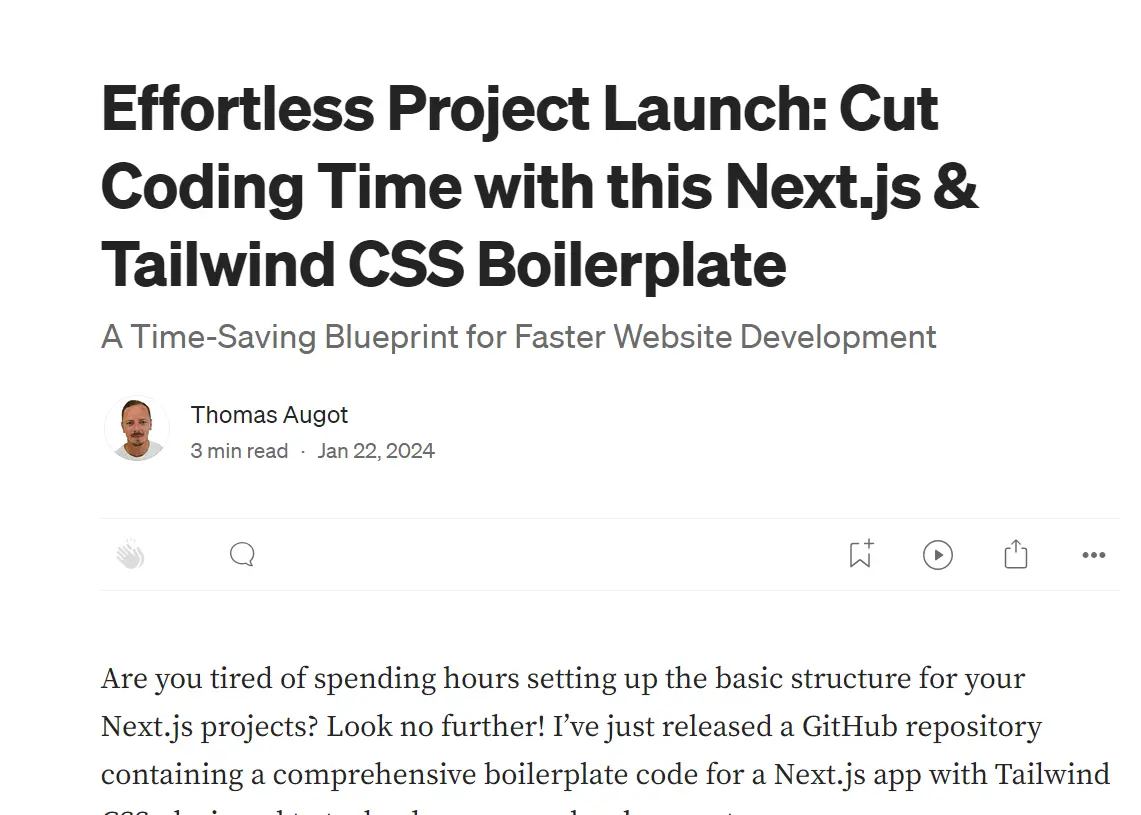 Effortless Project Launch: Cut
Coding Time with this Next.js &
Tailwind CSS Boilerplate
A Time-Saving Blueprint for Faster Website Development
Thomas Augot
3 min read · Jan 22, 2024
Are you tired of spending hours setting up the basic structure for your
Next.js projects? Look no further! I’ve just released a GitHub repository
containing a comprehensive boilerplate code for a Next.js app with Tailwind